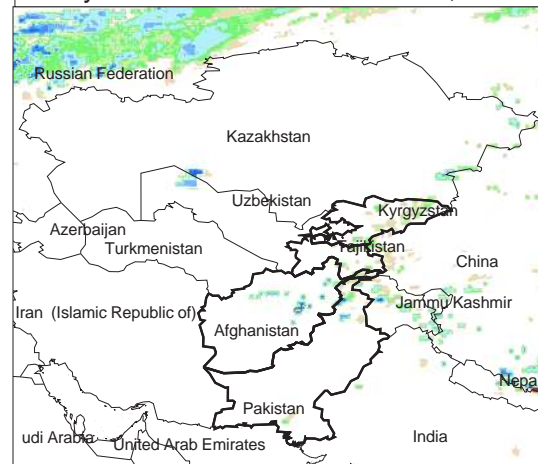 Russian Federation
Kazakhstan
Uzbekistan
Kyrgyzstan
Azerbaijan
Turkmenistan
Tajikistan
China
Iran (Islamic Republic of)
Jammu/Kashmir
Afghanistan
Nepa
Pakistan
udi Arabia
United Arab Emirates
India